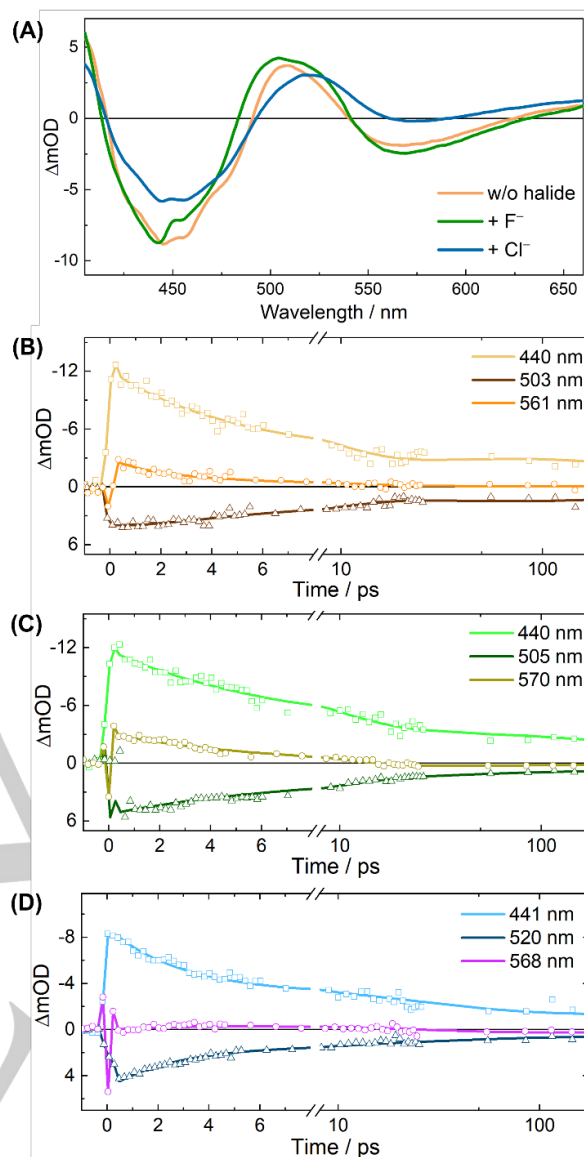 (A)
5
0
-5
-10
ΔmOD
w/o halide
+ F⁻
+ Cl⁻
450
500
550
600
650
Wavelength / nm
(B)
-12
-6
0
6
ΔmOD
440 nm
503 nm
561 nm
0
2
4
6
10
100
Time / ps
(C)
-12
-6
0
6
ΔmOD
440 nm
505 nm
570 nm
0
2
4
6
10
100
Time / ps
(D)
-8
-4
0
4
ΔmOD
441 nm
520 nm
568 nm
0
2
4
6
10
100
Time / ps